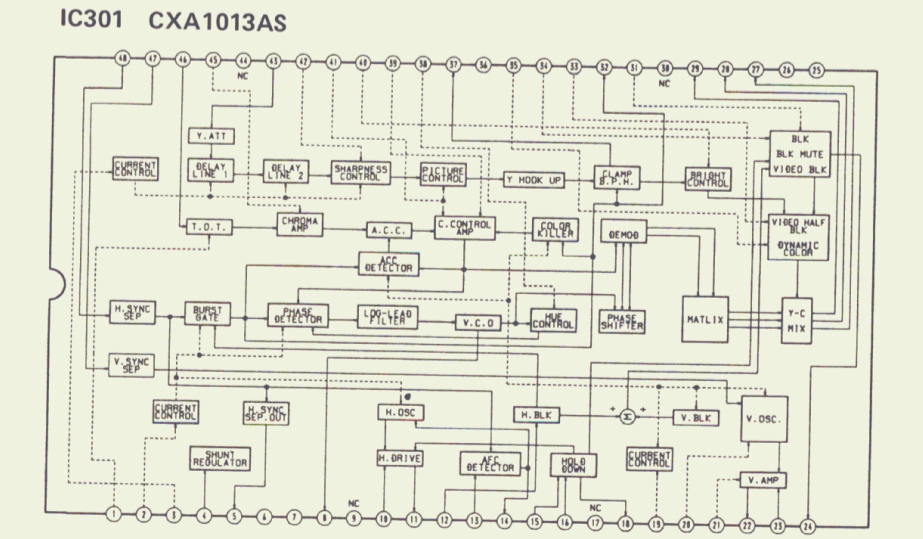 IC301 CXA1013AS
48 47 46 45 44 43 42 41 40 39 38 37 36 35 34 33 32 31 30 29 28 27 26 25
NC
NC
Y.ATT
BLK
BLK MUTE
VIDEO BLK
CURRENT
CONTROL
DELAY
LINE 1
DELAY
LINE 2
SHARPNESS
CONTROL
PICTURE
CONTROL
Y HOOK UP
CLAMP
B.P.H.
BRIGHT
CONTROL
T.O.T.
CHROMA
AMP
A.C.C.
C.CONTROL
AMP
COLOR
KILLER
DEMOD
VIDEO HALF
BLK
DYNAMIC
COLOR
ACC
DETECTOR
H.SYNC
SEP
BURST
GATE
PHASE
DETECTOR
LOG-LEAD
FILTER
V.C.O
HUE
CONTROL
PHASE
SHIFTER
MATLIX
Y-C
MIX
V.SYNC
SEP
CURRENT
CONTROL
H.SYNC
SEP.OUT
H.OSC
H.BLK
+ Σ +
V.BLK
V.OSC.
SHUNT
REGULATOR
H.DRIVE
AFC
DETECTOR
HOLD
DOWN
CURRENT
CONTROL
V.AMP
NC
NC
1 2 3 4 5 6 7 8 9 10 11 12 13 14 15 16 17 18 19 20 21 22 23 24